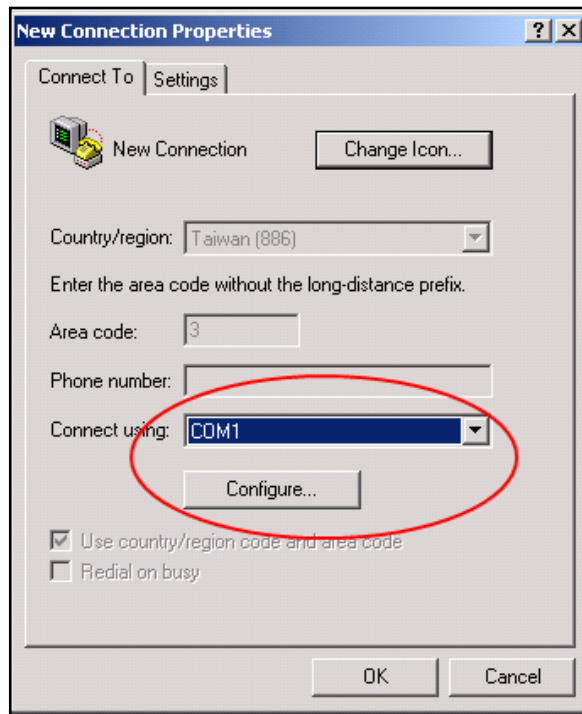 New Connection Properties
Connect To Settings
New Connection Change Icon...
Country/region: Taiwan (886)
Enter the area code without the long-distance prefix.
Area code: 3
Phone number:
Connect using: COM1
Configure...
Use country/region code and area code
Redial on busy
OK Cancel